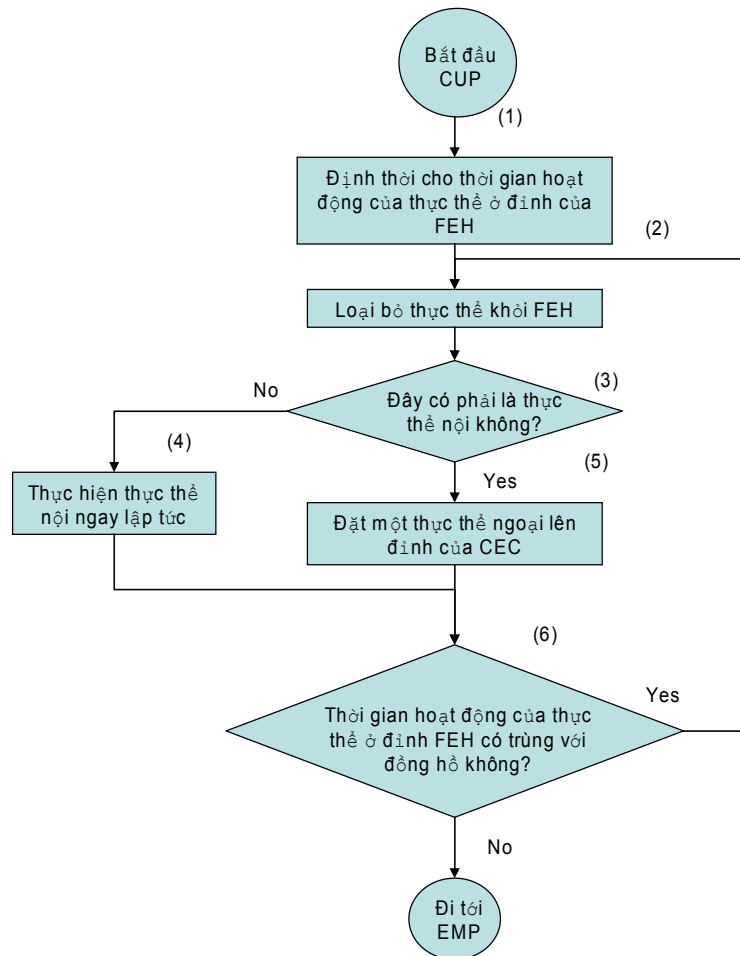 Bắt đầu
CUP
(1)
Định thời cho thời gian hoạt
động của thực thể ở đỉnh của
FEH
(2)
Loại bỏ thực thể khỏi FEH
(3)
No
Đây có phải là thực
thể nội không?
(4)
(5)
Yes
Thực hiện thực thể
nội ngay lập tức
Đặt một thực thể ngoại lên
đỉnh của CEC
(6)
Yes
Thời gian hoạt động của thực
thể ở đỉnh FEH có trùng với
đồng hồ không?
No
Đi tới
EMP